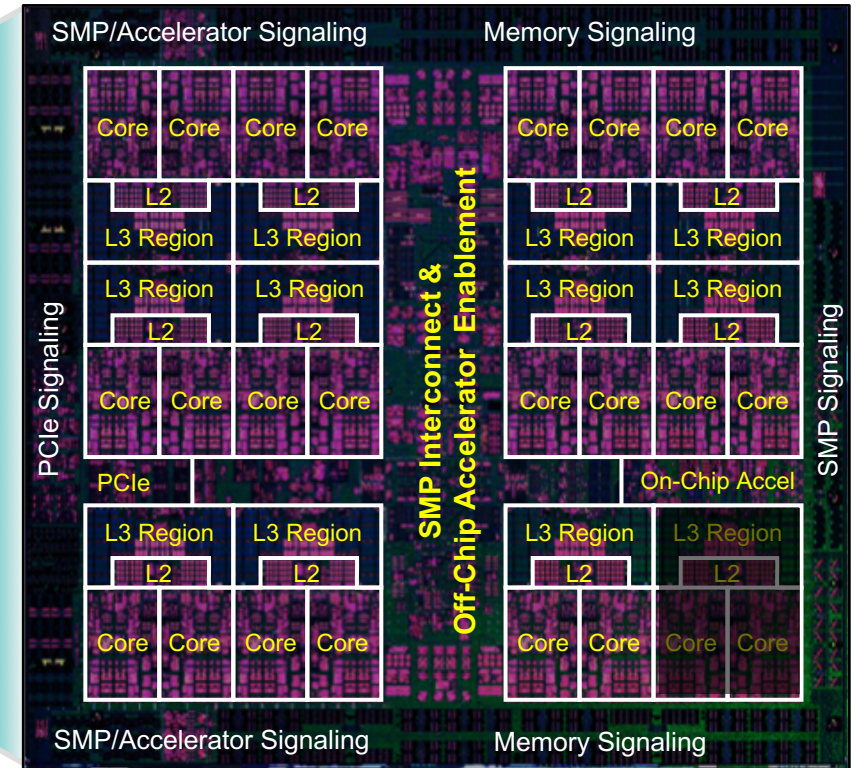 SMP/Accelerator Signaling
Memory Signaling
Core Core Core Core
Core Core Core Core
L2 L2
L2 L2
L3 Region L3 Region
L3 Region L3 Region
L3 Region L3 Region
L3 Region L3 Region
L2 L2
L2 L2
Core Core Core Core
Core Core Core Core
PCIe Signaling
SMP Interconnect &
Off-Chip Accelerator Enablement
SMP Signaling
PCIe
On-Chip Accel
L3 Region L3 Region
L3 Region L3 Region
L2 L2
L2 L2
Core Core Core Core
Core Core Core Core
SMP/Accelerator Signaling
Memory Signaling